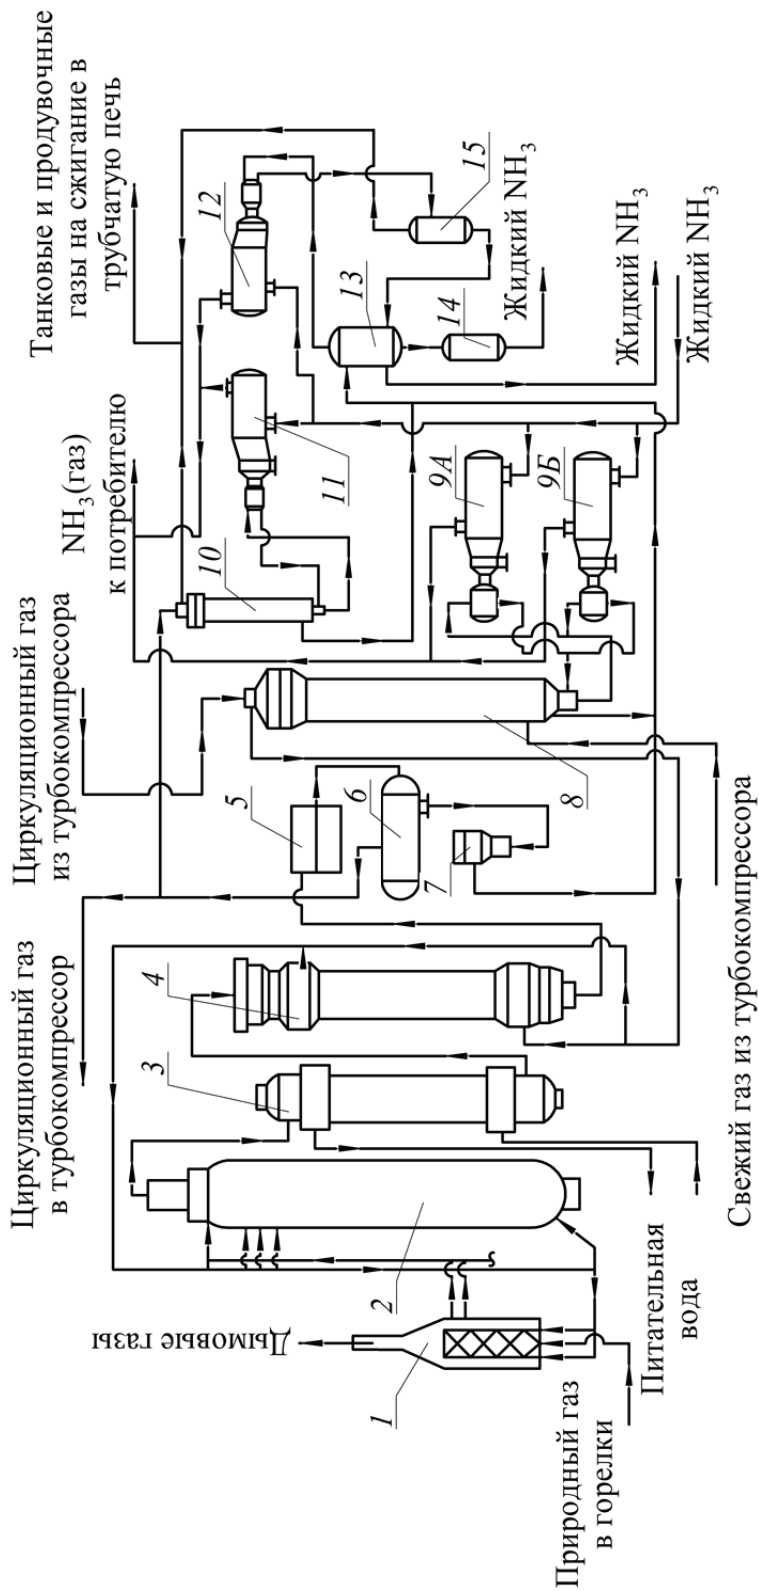 Циркуляционный газ
в турбокомпрессор
Циркуляционный газ
из турбокомпрессора
NH₃(газ)
к потребителю
Танковые и продувочные
газы на сжигание в
трубчатую печь
Дымовые газы
1
2
3
4
5
6
7
8
9А
9Б
10
11
12
13
14
15
Жидкий NH₃
Жидкий NH₃
Жидкий NH₃
Природный газ
в горелки
Питательная
вода
Свежий газ из турбокомпрессора